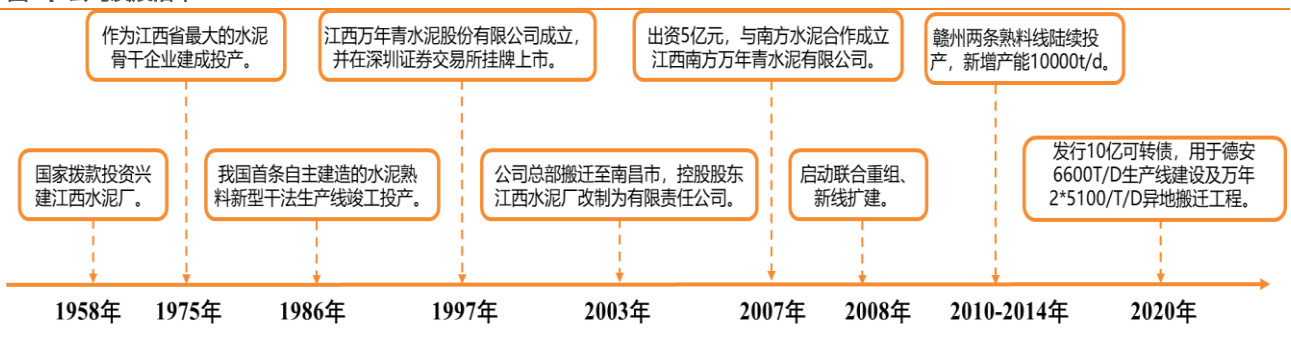 作为江西省最大的水泥
骨干企业建成投产。
江西万年青水泥股份有限公司成立，
并在深圳证券交易所挂牌上市。
出资5亿元，与南方水泥合作成立
江西南方万年青水泥有限公司。
赣州两条熟料线陆续投
产，新增产能10000t/d。
国家拨款投资兴
建江西水泥厂。
我国首条自主建造的水泥熟
料新型干法生产线竣工投产。
公司总部搬迁至南昌市，控股股东
江西水泥厂改制为有限责任公司。
启动联合重组、
新线扩建。
发行10亿可转债，用于德安
6600T/D生产线建设及万年
2*5100/T/D异地搬迁工程。
1958年
1975年
1986年
1997年
2003年
2007年
2008年
2010-2014年
2020年